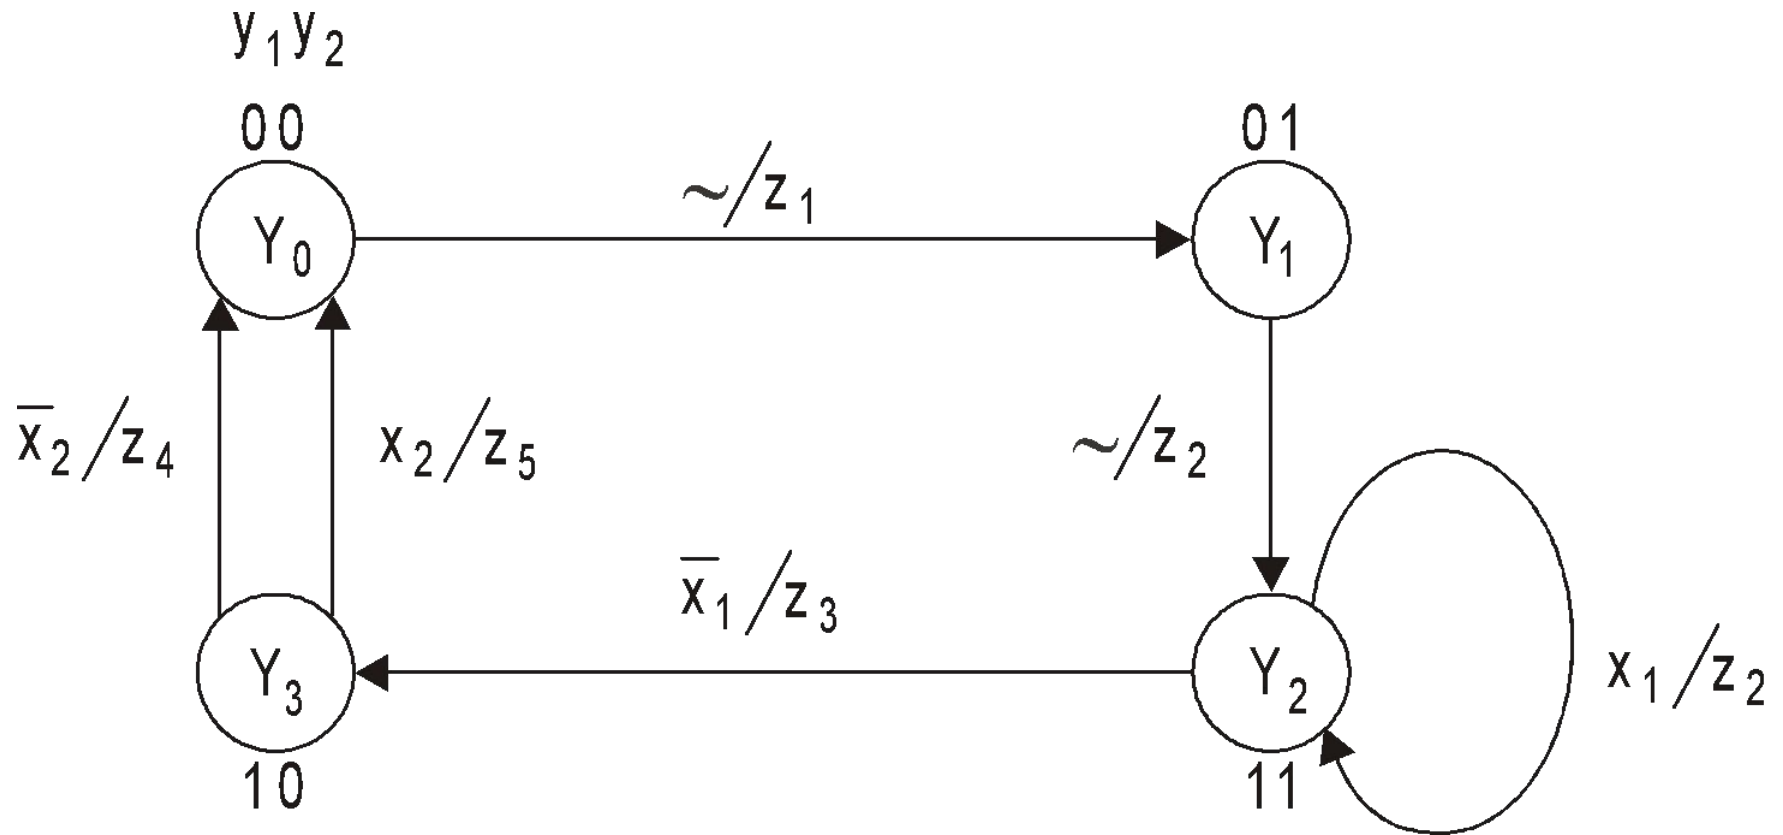 y₁y₂
00
01
~/z₁
Y₀
Y₁
x̅₂/z₄
x₂/z₅
~/z₂
x̅₁/z₃
Y₃
Y₂
x₁/z₂
10
11